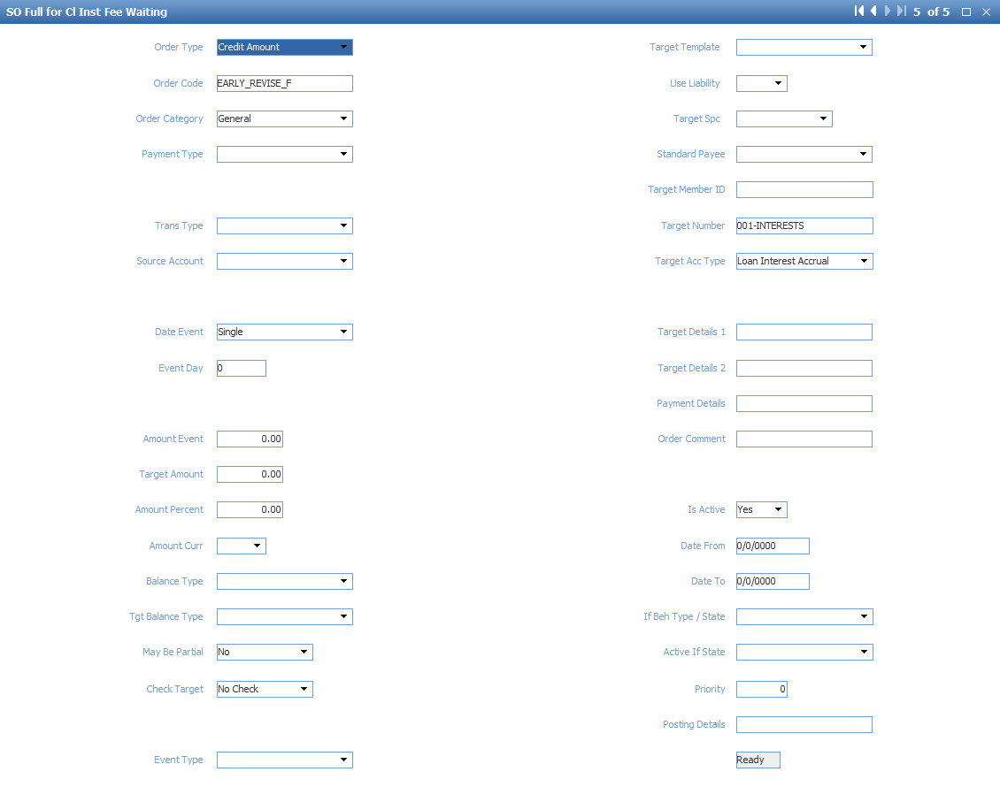 SO Full for Cl Inst Fee Waiting 5 of 5
Order Type Credit Amount Target Template
Order Code EARLY_REVISE_F Use Liability
Order Category General Target Spc
Payment Type Standard Payee
Target Member ID
Trans Type Target Number 001-INTERESTS
Source Account Target Acc Type Loan Interest Accrual
Date Event Single Target Details 1
Event Day 0 Target Details 2
Payment Details
Amount Event 0.00 Order Comment
Target Amount 0.00
Amount Percent 0.00 Is Active Yes
Amount Curr Date From 0/0/0000
Balance Type Date To 0/0/0000
Tgt Balance Type If Beh Type / State
May Be Partial No Active If State
Check Target No Check Priority 0
Posting Details
Event Type Ready